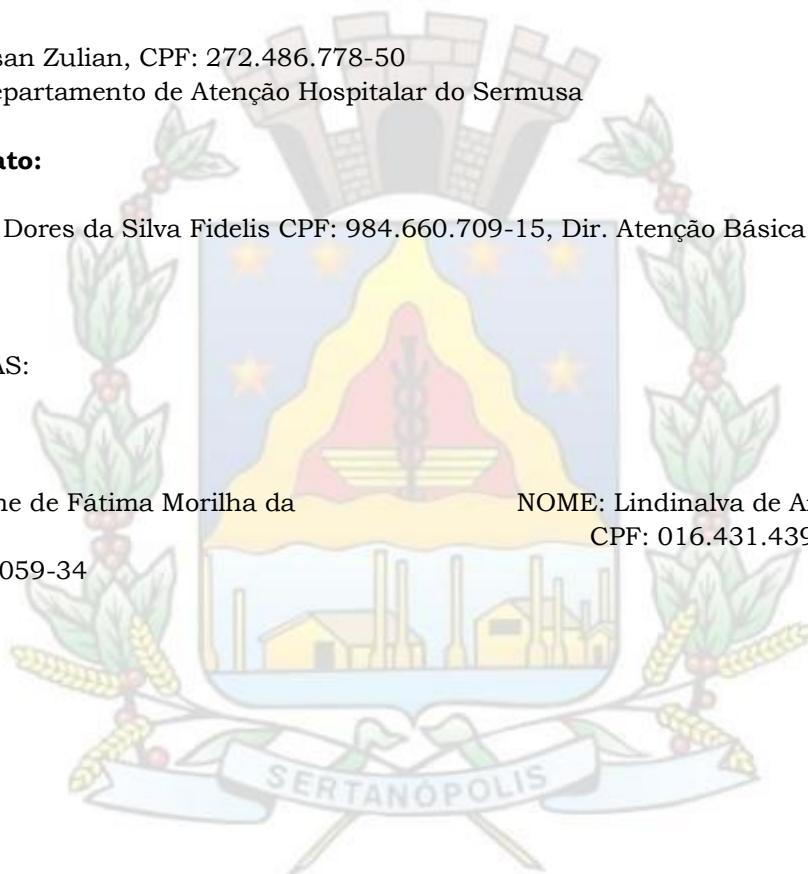 san Zulian, CPF: 272.486.778-50
epartamento de Atenção Hospitalar do Sermusa
ato:
Dores da Silva Fidelis CPF: 984.660.709-15, Dir. Atenção Básica
AS:
ne de Fátima Morilha da
NOME: Lindinalva de A
CPF: 016.431.439
059-34
SERTANÓPOLIS